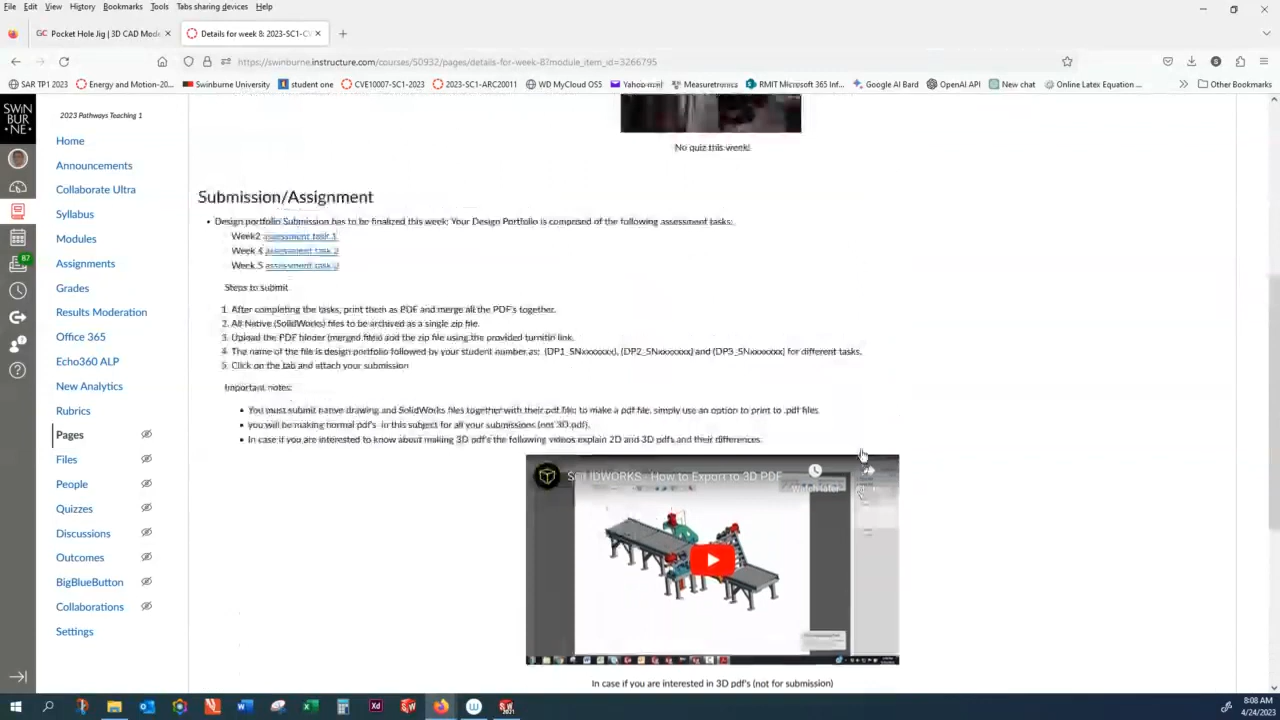 File Edit View History Bookmarks Tools Tabs sharing devices Help
Pocket Hole Jig | 3D CAD Mode
Details for week 8: 2023-SC1-C
https://swinburne.instructure.com/courses/50932/pages/details-for-week-8?module_item_id=3266795
SAR TP1 2023 Energy and Motion-20... Swinburne University student one CVE10007-SC1-2023 2023-SC1-ARC20011 WD MyCloud OS5 Yahoo-mail Measuretronics RMIT Microsoft 365 Inf... Google AI Bard OpenAI API New chat Online Latex Equation ... Other Bookmarks
SWIN
BUR
NE
2023 Pathways Teaching 1
Home
Announcements
Collaborate Ultra
Syllabus
Modules
Assignments
Grades
Results Moderation
Office 365
Echo360 ALP
New Analytics
Rubrics
Pages
Files
People
Quizzes
Discussions
Outcomes
BigBlueButton
Collaborations
Settings
87
No quiz this week!
Submission/Assignment
Design portfolio Submission has to be finalized this week; Your Design Portfolio is composed of the following assessment tasks:
Week2 assessment task 1
Week 4 assessment task 2
Week 5 assessment task 3
Steps to submit
1. After completing the tasks, print them as PDF and merge all the PDF's together.
2. All Native (SolidWorks) files to be archived as a single zip file.
3. Upload the PDF binder (merged files) and the zip file using the provided turnitin link.
4. The name of the file is design portfolio followed by your student number as: (DP1_SNxxxxxxx), (DP2_SNxxxxxxx) and (DP3_SNxxxxxxx) for different tasks.
5. Click on the tab and attach your submission
Important notes:
You must submit native drawing and SolidWorks files together with their pdf file; to make a pdf file, simply use an option to print to .pdf files.
you will be making normal pdf's in this subject for all your submissions (not 3D pdf).
In case if you are interested to know about making 3D pdf's the following videos explain 2D and 3D pdf's and their differences.
SOLIDWORKS - How to Export to 3D PDF
Watch later
In case if you are interested in 3D pdf's (not for submission)
8:08 AM
4/24/2023